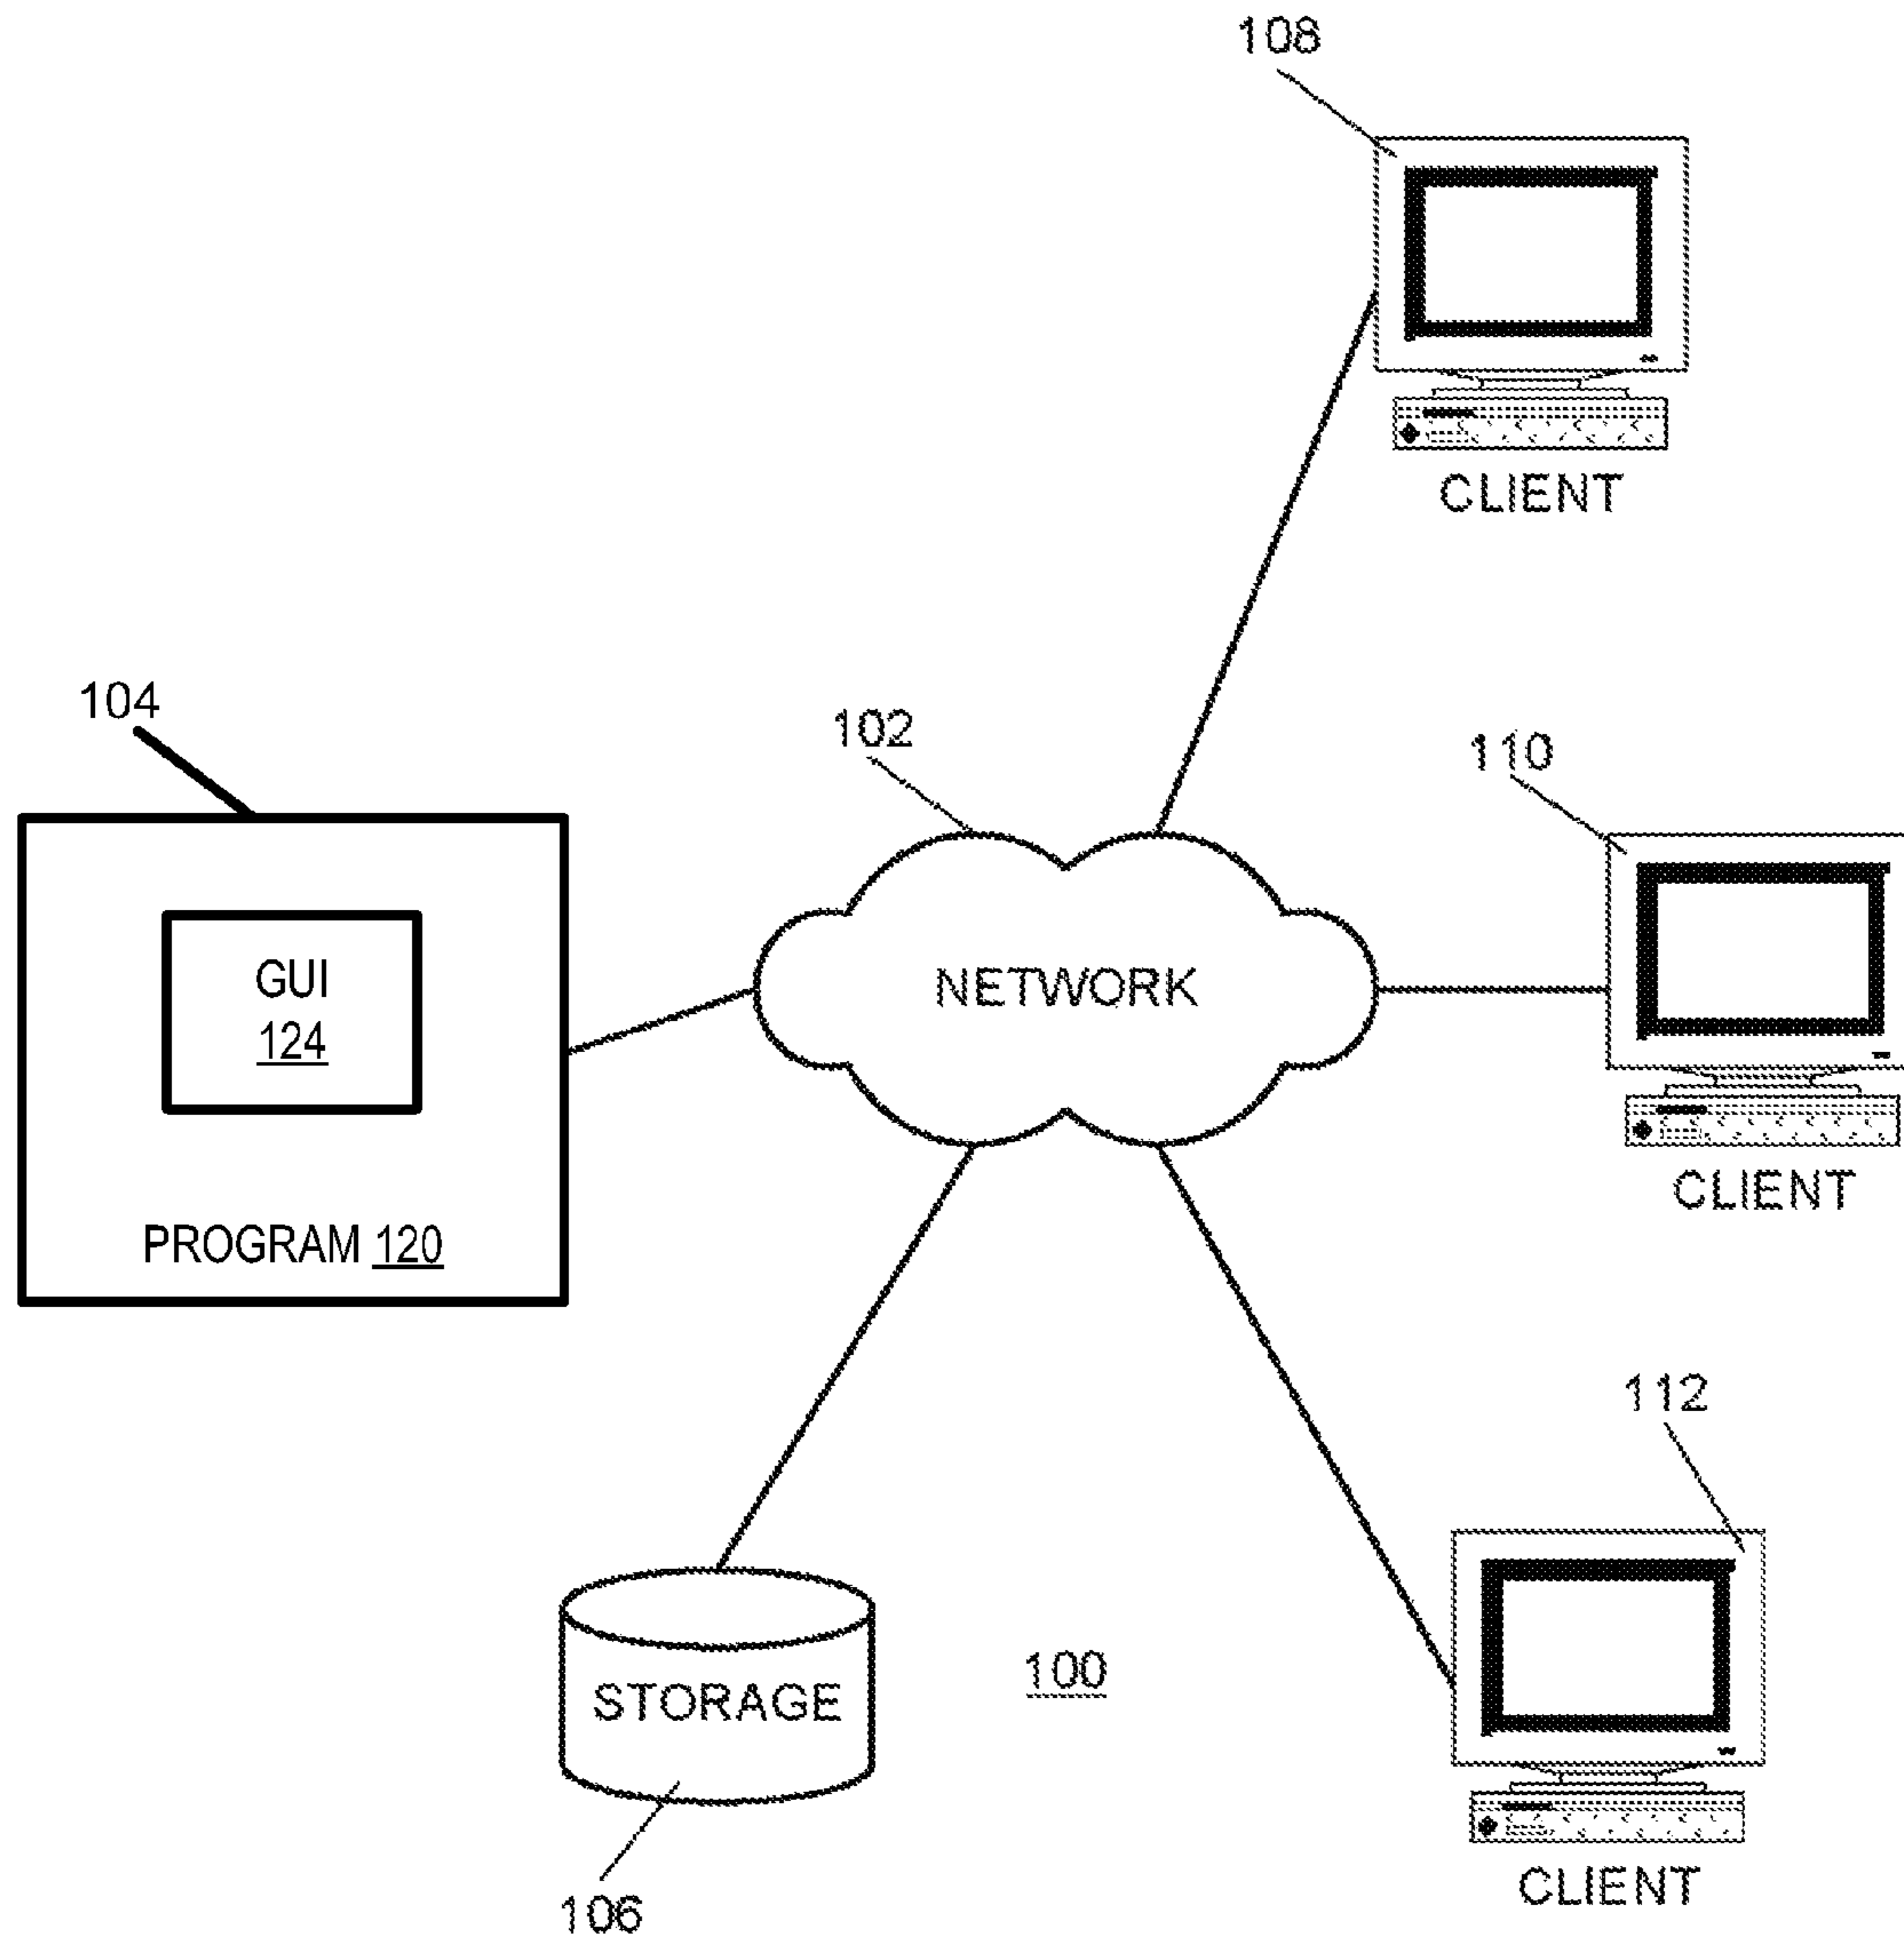 108
CLIENT
104
102
110
GUI
124
NETWORK
PROGRAM 120
CLIENT
112
100
STORAGE
106
CLIENT